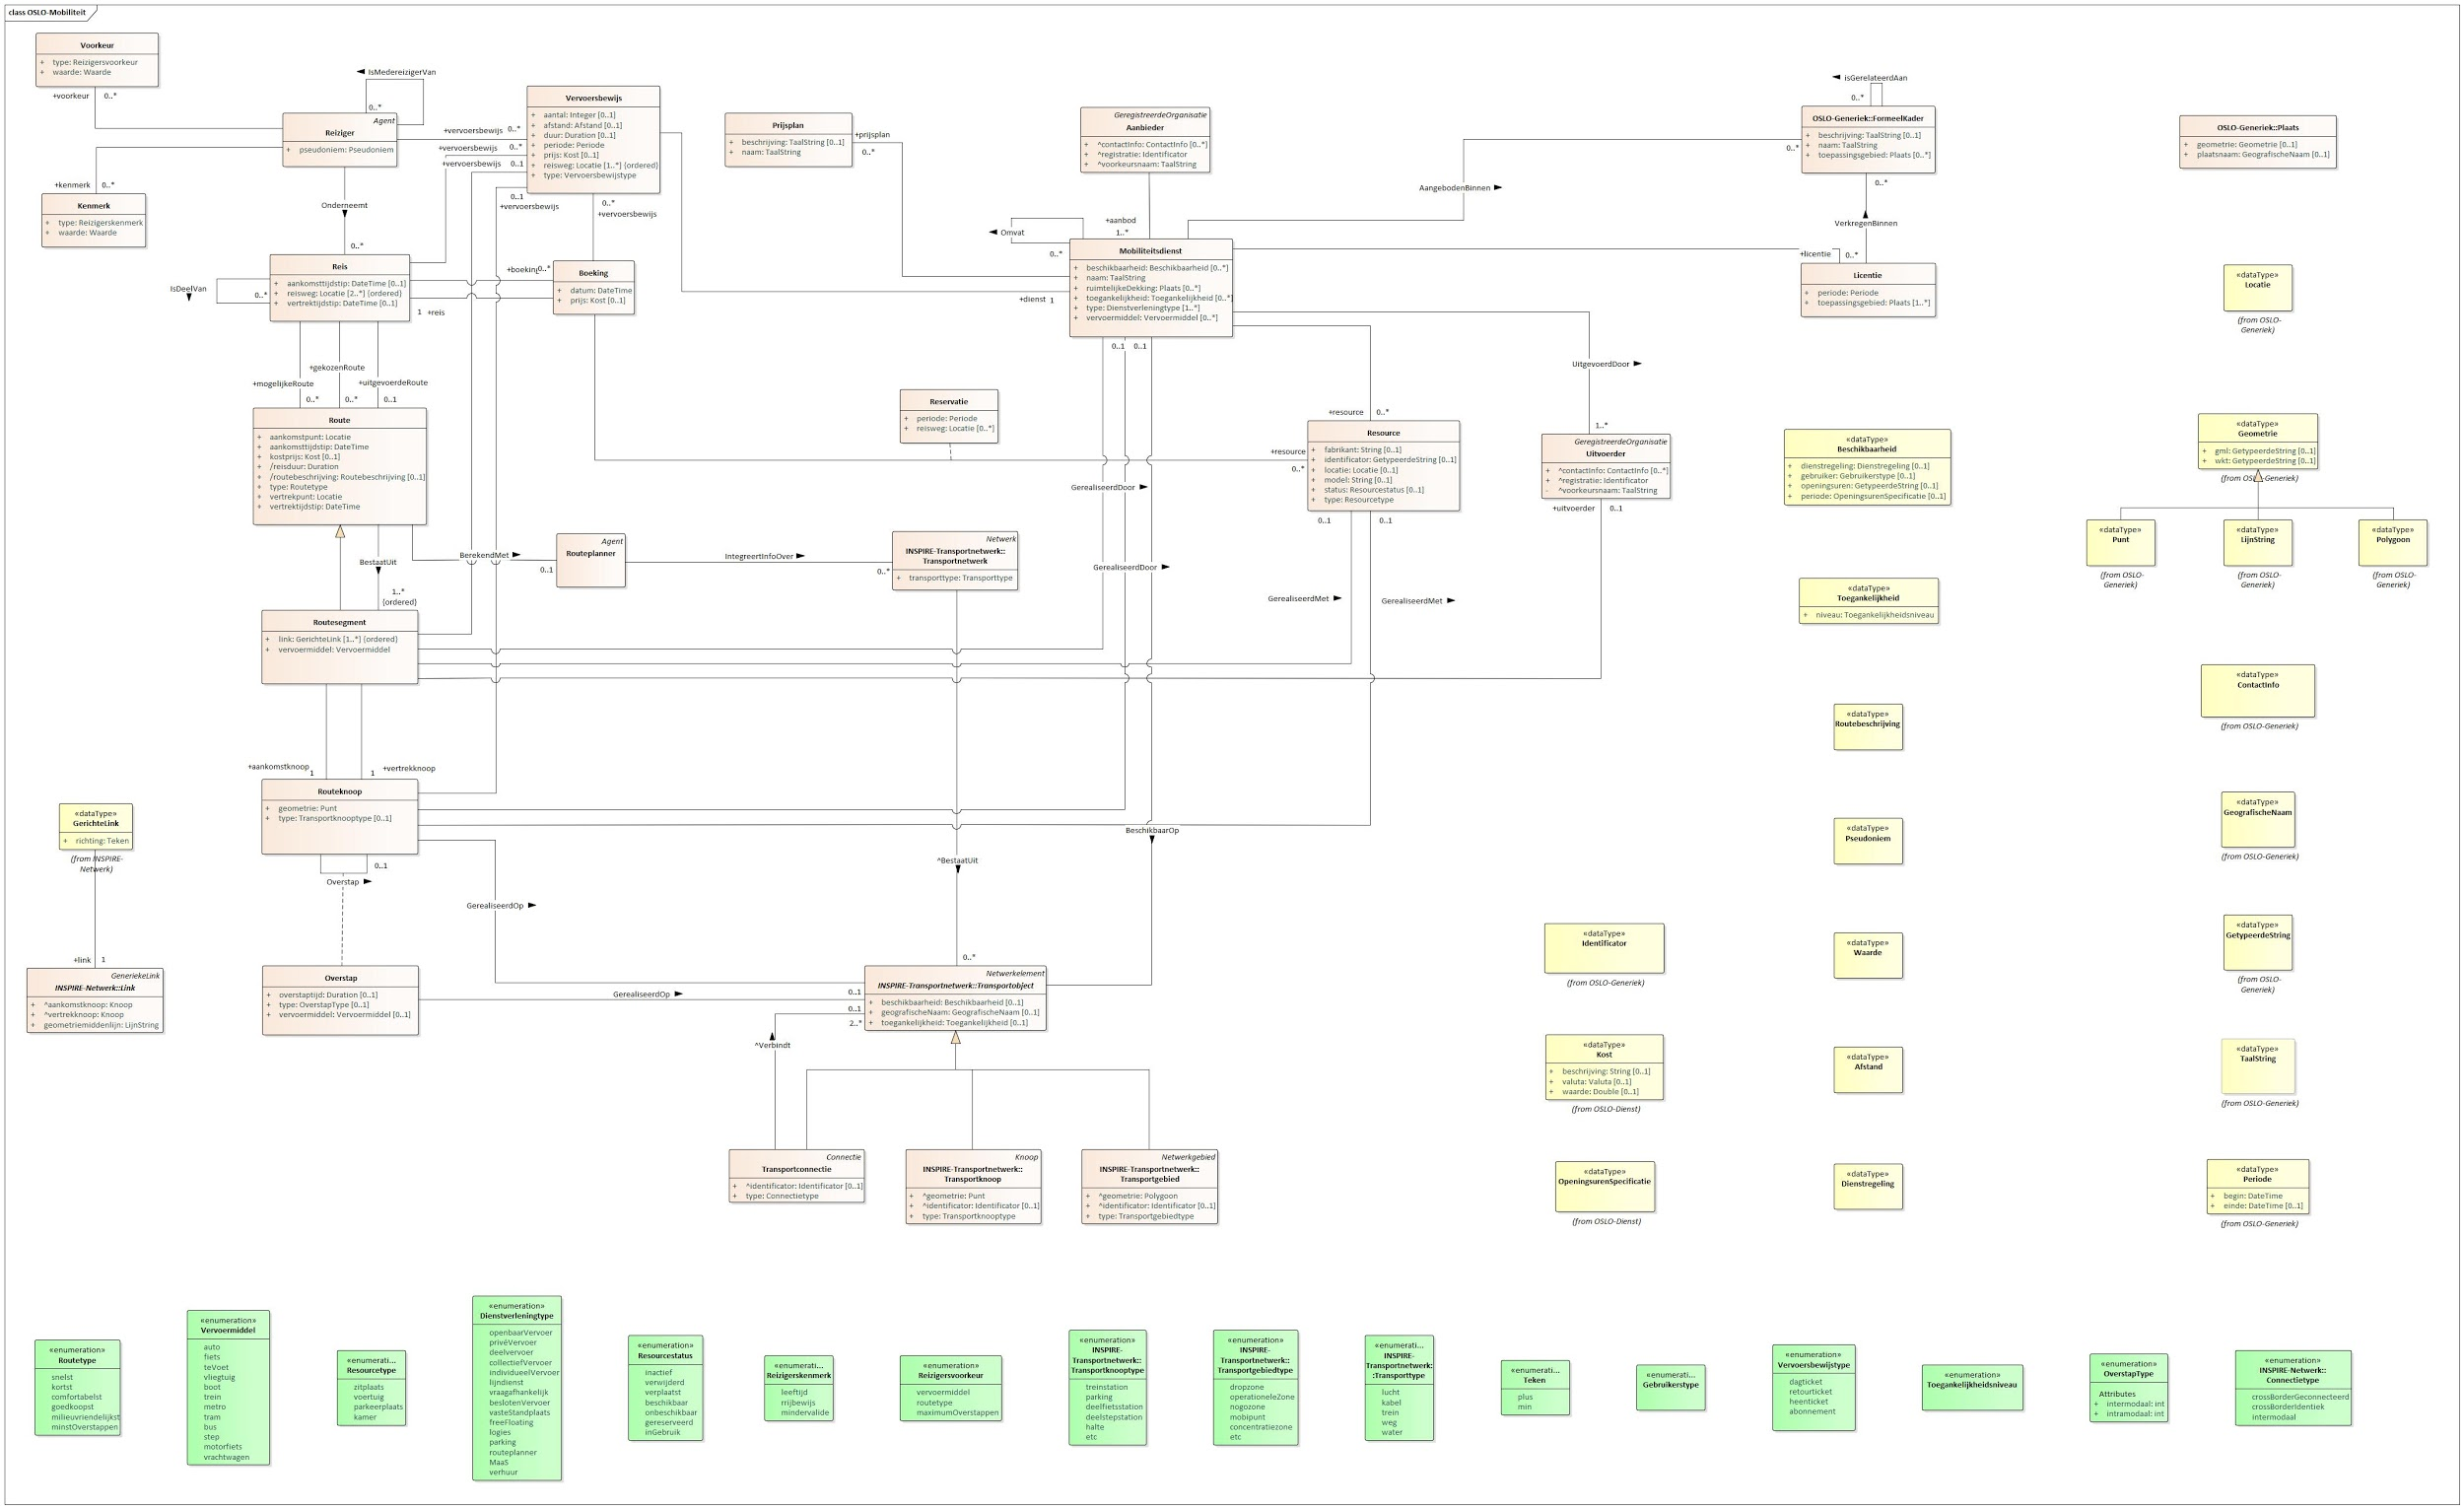 class OSLO-Mobiliteit
Voorkeur
+ type: Reizigersvoorkeur
+ waarde: Waarde
+voorkeur 0..*
IsMedereizigerVan
0..*
Agent
Reiziger
+ pseudoniem: Pseudoniem
+kenmerk 0..*
Kenmerk
+ type: Reizigerskenmerk
+ waarde: Waarde
Onderneemt
0..*
+vervoersbewijs 0..*
+vervoersbewijs 0..*
+vervoersbewijs 0..1
0..1
+vervoersbewijs
0..*
+vervoersbewijs
Vervoersbewijs
+ aantal: Integer [0..1]
+ afstand: Afstand [0..1]
+ duur: Duration [0..1]
+ periode: Periode
+ prijs: Kost [0..1]
+ reisweg: Locatie [1..*] {ordered}
+ type: Vervoersbewijstype
Prijsplan
+ beschrijving: TaalString [0..1]
+ naam: TaalString
+prijsplan
0..*
GeregistreerdeOrganisatie
Aanbieder
+ ^contactInfo: ContactInfo [0..*]
+ ^registratie: Identificator
+ ^voorkeursnaam: TaalString
+aanbod
1..*
Omvat
0..*
AangebodenBinnen
0..*
isGerelateerdAan
0..*
OSLO-Generiek::FormeelKader
+ beschrijving: TaalString [0..1]
+ naam: TaalString
+ toepassingsgebied: Plaats [0..*]
0..*
VerkregenBinnen
+licentie 0..*
Licentie
+ periode: Periode
+ toepassingsgebied: Plaats [1..*]
OSLO-Generiek::Plaats
+ geometrie: Geometrie [0..1]
+ plaatsnaam: GeografischeNaam [0..1]
Reis
+ aankomsttijdstip: DateTime [0..1]
+ reisweg: Locatie [2..*] {ordered}
+ vertrektijdstip: DateTime [0..1]
IsDeelVan
0..*
1 +reis
+boeking 0..*
Boeking
+ datum: DateTime
+ prijs: Kost [0..1]
+dienst 1
Mobiliteitsdienst
+ beschikbaarheid: Beschikbaarheid [0..*]
+ naam: TaalString
+ ruimtelijkeDekking: Plaats [0..*]
+ toegankelijkheid: Toegankelijkheid [0..*]
+ type: Dienstverleningtype [1..*]
+ vervoermiddel: Vervoermiddel [0..*]
0..1 0..1
«dataType»
Locatie
(from OSLO-
Generiek)
+mogelijkeRoute
0..*
+gekozenRoute
0..*
+uitgevoerdeRoute
0..1
Route
+ aankomstpunt: Locatie
+ aankomsttijdstip: DateTime
+ kostprijs: Kost [0..1]
+ /reisduur: Duration
+ /routebeschrijving: Routebeschrijving [0..1]
+ type: Routetype
+ vertrekpunt: Locatie
+ vertrektijdstip: DateTime
Reservatie
+ periode: Periode
+ reisweg: Locatie [0..*]
+resource
0..*
+resource 0..*
Resource
+ fabrikant: String [0..1]
+ identificator: GetypeerdeString [0..1]
+ locatie: Locatie [0..1]
+ model: String [0..1]
+ status: Resourcestatus [0..1]
+ type: Resourcetype
0..1 0..1
UitgevoerdDoor
1..*
GeregistreerdeOrganisatie
Uitvoerder
+ ^contactInfo: ContactInfo [0..*]
+ ^registratie: Identificator
- ^voorkeursnaam: TaalString
+uitvoerder 0..1
«dataType»
Beschikbaarheid
+ dienstregeling: Dienstregeling [0..1]
+ gebruiker: Gebruikerstype [0..1]
+ openingsuren: GetypeerdeString [0..1]
+ periode: OpeningsurenSpecificatie [0..1]
«dataType»
Geometrie
+ gml: GetypeerdeString [0..1]
+ wkt: GetypeerdeString [0..1]
(from OSLO-Generiek)
«dataType»
Punt
(from OSLO-
Generiek)
«dataType»
LijnString
(from OSLO-
Generiek)
«dataType»
Polygoon
(from OSLO-
Generiek)
GerealiseerdDoor
BerekendMet
0..1
Agent
Routeplanner
IntegreertInfoOver
0..*
Netwerk
INSPIRE-Transportnetwerk::
Transportnetwerk
+ transporttype: Transporttype
BestaatUit
1..*
{ordered}
GerealiseerdDoor
GerealiseerdMet
GerealiseerdMet
Routesegment
+ link: GerichteLink [1..*] {ordered}
+ vervoermiddel: Vervoermiddel
«dataType»
Toegankelijkheid
+ niveau: Toegankelijkheidsniveau
«dataType»
ContactInfo
(from OSLO-Generiek)
«dataType»
Routebeschrijving
+aankomstknoop
1
1 +vertrekknoop
Routeknoop
+ geometrie: Punt
+ type: Transportknooptype [0..1]
0..1
Overstap
«dataType»
GerichteLink
+ richting: Teken
(from INSPIRE-
Netwerk)
+link 1
GeneriekeLink
INSPIRE-Netwerk::Link
+ ^aankomstknoop: Knoop
+ ^vertrekknoop: Knoop
+ geometriemiddenlijn: LijnString
BeschikbaarOp
^BestaatUit
0..*
GerealiseerdOp
«dataType»
Pseudoniem
«dataType»
GeografischeNaam
(from OSLO-Generiek)
Overstap
+ overstaptijd: Duration [0..1]
+ type: OverstapType [0..1]
+ vervoermiddel: Vervoermiddel [0..1]
GerealiseerdOp
0..1
0..1
2..*
^Verbindt
Netwerkelement
INSPIRE-Transportnetwerk::Transportobject
+ beschikbaarheid: Beschikbaarheid [0..1]
+ geografischeNaam: GeografischeNaam [0..1]
+ toegankelijkheid: Toegankelijkheid [0..1]
«dataType»
Identificator
(from OSLO-Generiek)
«dataType»
Waarde
«dataType»
GetypeerdeString
(from OSLO-
Generiek)
«dataType»
Kost
+ beschrijving: String [0..1]
+ valuta: Valuta [0..1]
+ waarde: Double [0..1]
(from OSLO-Dienst)
«dataType»
Afstand
«dataType»
TaalString
(from OSLO-Generiek)
Connectie
Transportconnectie
+ ^identificator: Identificator [0..1]
+ type: Connectietype
Knoop
INSPIRE-Transportnetwerk::
Transportknoop
+ ^geometrie: Punt
+ ^identificator: Identificator [0..1]
+ type: Transportknooptype
Netwerkgebied
INSPIRE-Transportnetwerk::
Transportgebied
+ ^geometrie: Polygoon
+ ^identificator: Identificator [0..1]
+ type: Transportgebiedtype
«dataType»
OpeningsurenSpecificatie
(from OSLO-Dienst)
«dataType»
Dienstregeling
«dataType»
Periode
+ begin: DateTime
+ einde: DateTime [0..1]
(from OSLO-Generiek)
«enumeration»
Routetype
snelst
kortst
comfortabelst
goedkoopst
milieuvriendelijkst
minstOverstappen
«enumeration»
Vervoermiddel
auto
fiets
teVoet
vliegtuig
boot
trein
metro
tram
bus
step
motorfiets
vrachtwagen
«enumerati...
Resourcetype
zitplaats
voertuig
parkeerplaats
kamer
«enumeration»
Dienstverleningtype
openbaarVervoer
privéVervoer
deelvervoer
collectiefVervoer
individueelVervoer
lijndienst
vraagafhankelijk
beslotenVervoer
vasteStandplaats
freeFloating
logies
parking
routeplanner
MaaS
verhuur
«enumeration»
Resourcestatus
inactief
verwijderd
verplaatst
beschikbaar
onbeschikbaar
gereserveerd
inGebruik
«enumerati...
Reizigerskenmerk
leeftijd
rrijbewijs
mindervalide
«enumeration»
Reizigersvoorkeur
vervoermiddel
routetype
maximumOverstappen
«enumeration»
INSPIRE-
Transportnetwerk::
Transportknooptype
treinstation
parking
deelfietsstation
deelstepstation
halte
etc
«enumeration»
INSPIRE-
Transportnetwerk::
Transportgebiedtype
dropzone
operationeleZone
nogozone
mobipunt
concentratiezone
etc
«enumerati...
INSPIRE-
Transportnetwerk:
:Transporttype
lucht
kabel
trein
weg
water
«enumerati...
Teken
plus
min
«enumerati...
Gebruikerstype
«enumeration»
Vervoersbewijstype
dagticket
retourticket
heenticket
abonnement
«enumeration»
Toegankelijkheidsniveau
«enumeration»
OverstapType
Attributes
+ intermodaal: int
+ intramodaal: int
«enumeration»
INSPIRE-Netwerk::
Connectietype
crossBorderGeconnecteerd
crossBorderIdentiek
intermodaal